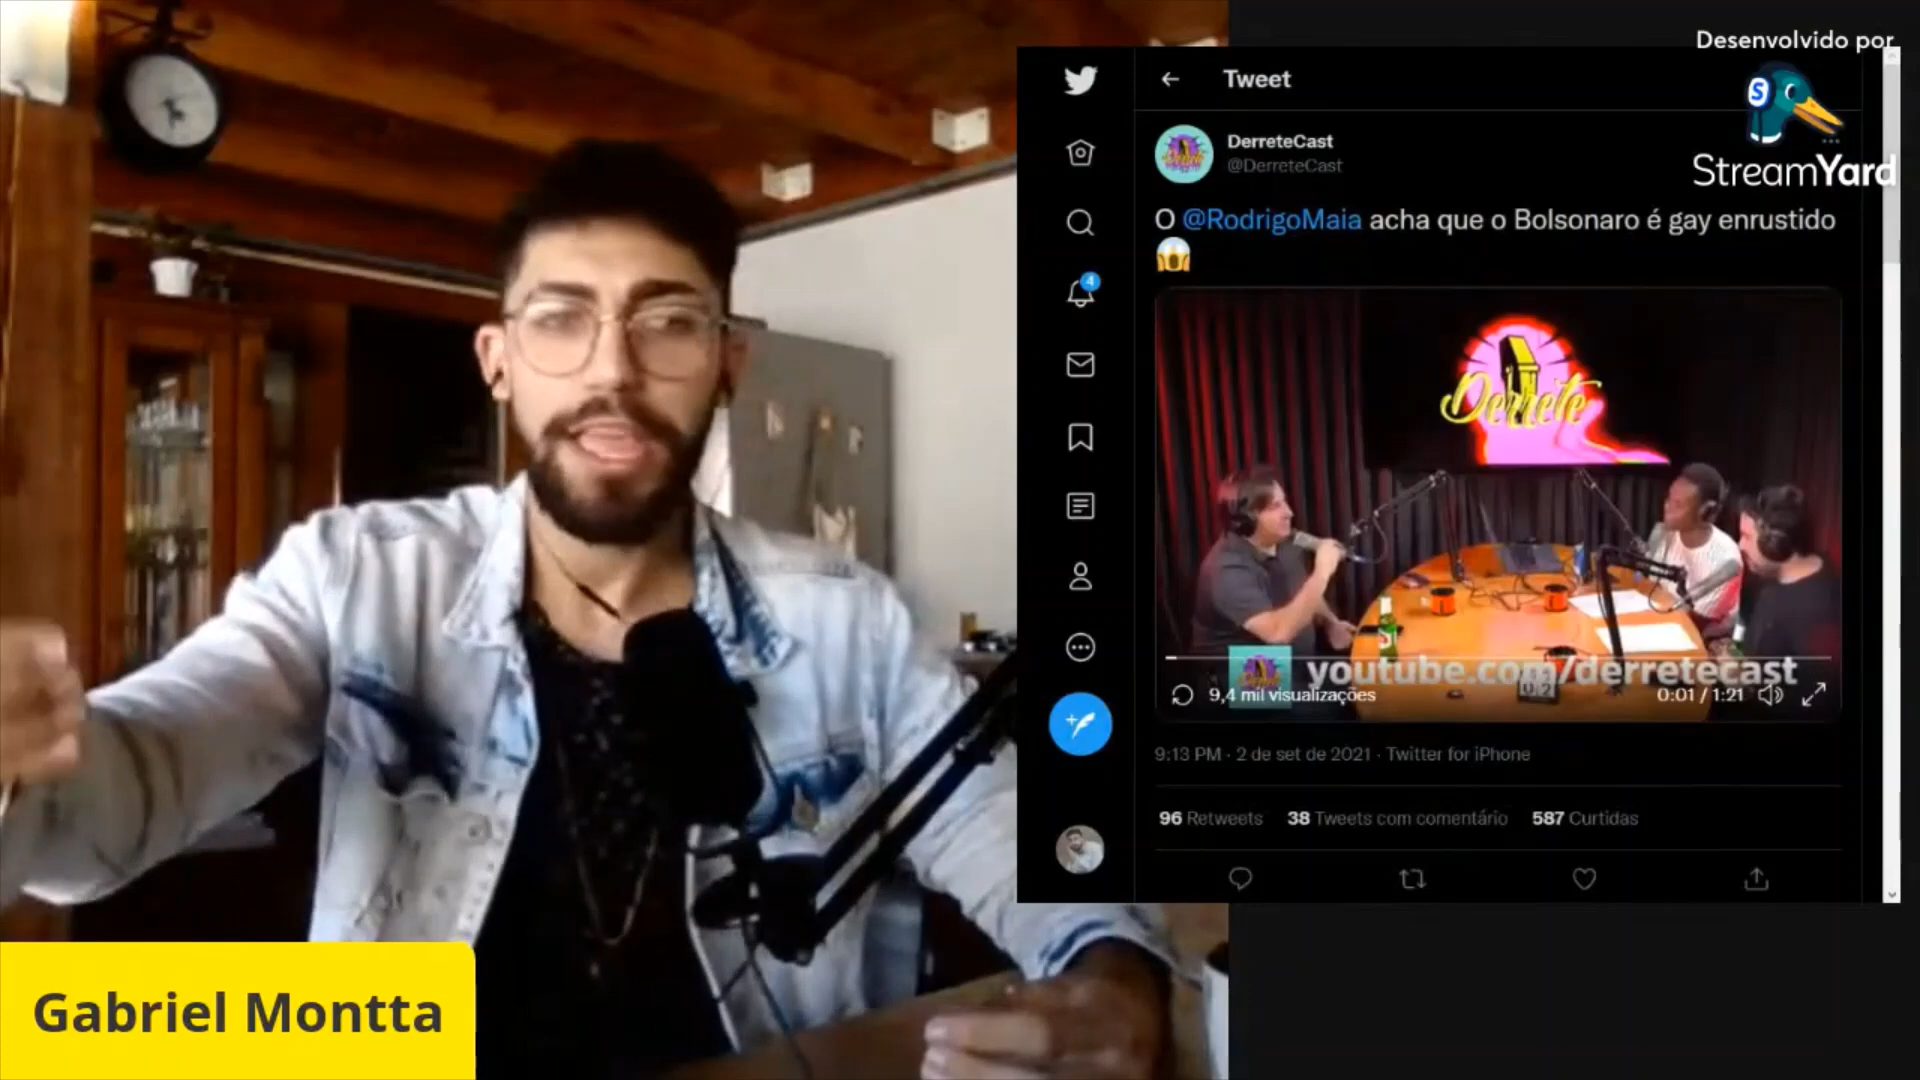 Desenvolvido por
StreamYard
Tweet
DerreteCast
@DerreteCast
O @RodrigoMaia acha que o Bolsonaro é gay enrustido
Derrete
youtube.com/derretecast
9,4 mil visualizações
0:01 / 1:21
9:13 PM · 2 de set de 2021 · Twitter for iPhone
96 Retweets 38 Tweets com comentário 587 Curtidas
4
S
Gabriel Montta